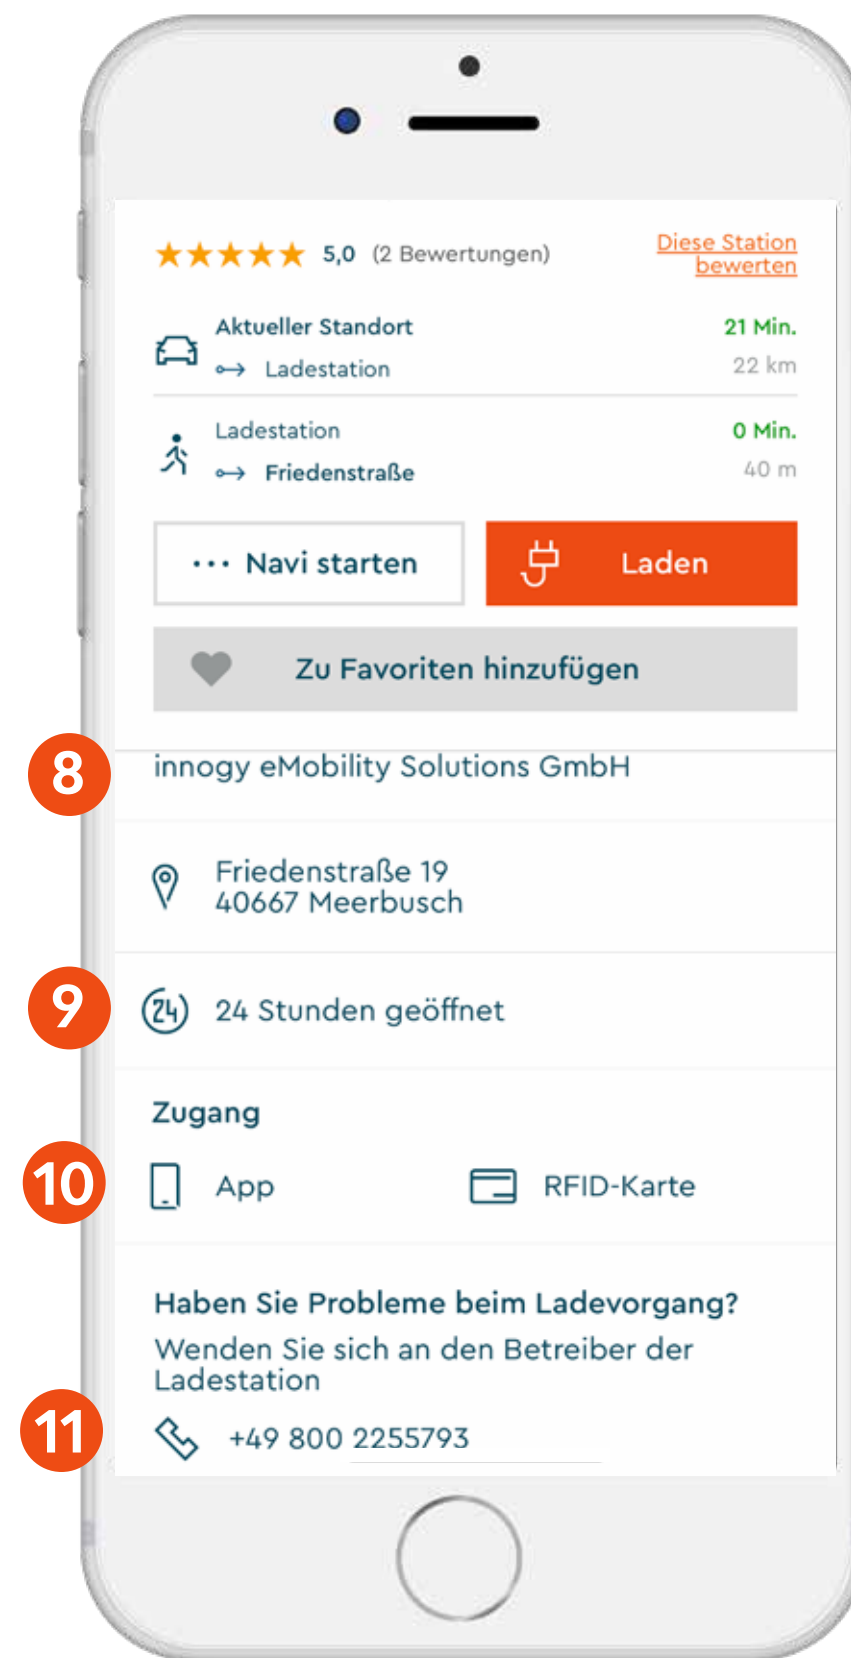 5,0 (2 Bewertungen)
Diese Station
bewerten
Aktueller Standort 21 Min.
Ladestation 22 km
Ladestation 0 Min.
Friedenstraße 40 m
··· Navi starten
Laden
Zu Favoriten hinzufügen
8
innogy eMobility Solutions GmbH
Friedenstraße 19
40667 Meerbusch
9
24 24 Stunden geöffnet
Zugang
10
App RFID-Karte
Haben Sie Probleme beim Ladevorgang?
Wenden Sie sich an den Betreiber der
Ladestation
11
+49 800 2255793